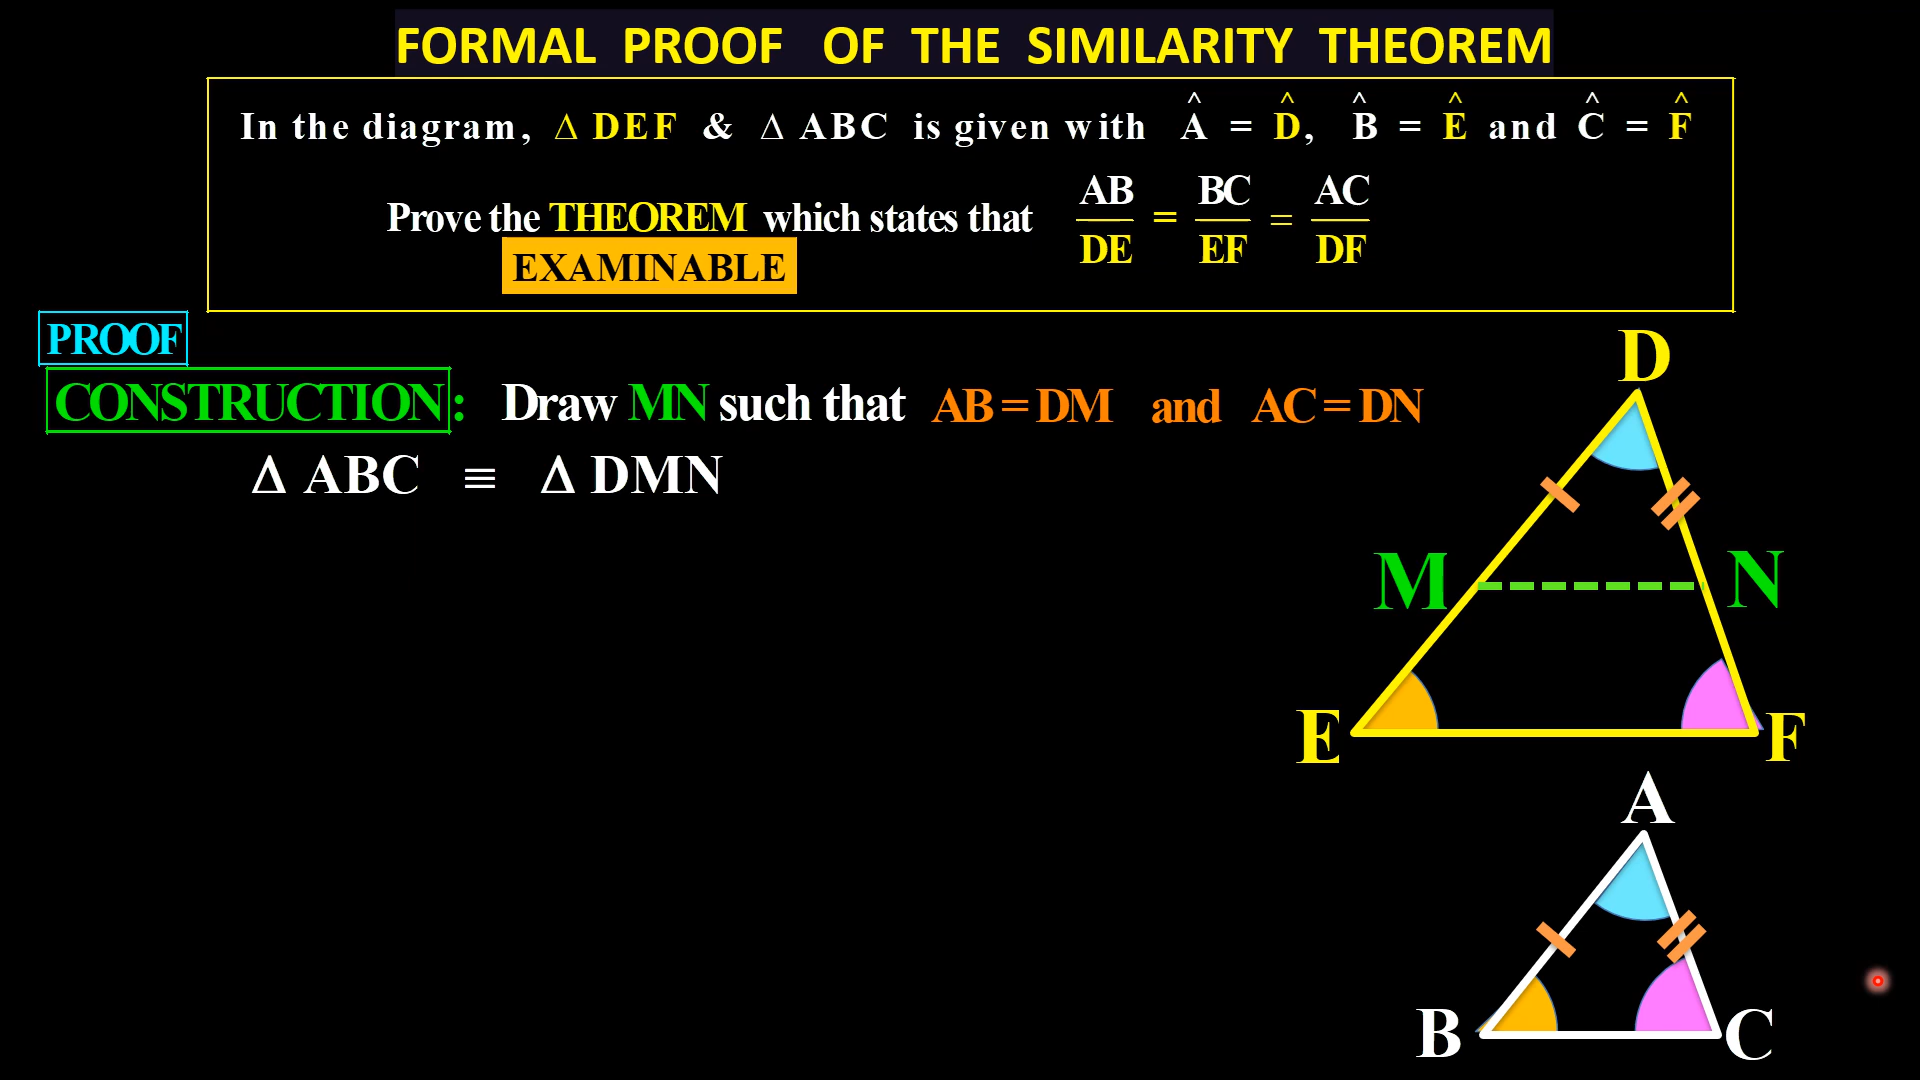 FORMAL PROOF OF THE SIMILARITY THEOREM
In the diagram, Δ DEF & Δ ABC is given with Â = D̂, B̂ = Ê and Ĉ = F̂
Prove the THEOREM which states that AB/DE = BC/EF = AC/DF
EXAMINABLE
PROOF
CONSTRUCTION: Draw MN such that AB = DM and AC = DN
Δ ABC ≡ Δ DMN
D
M N
E F
A
B C